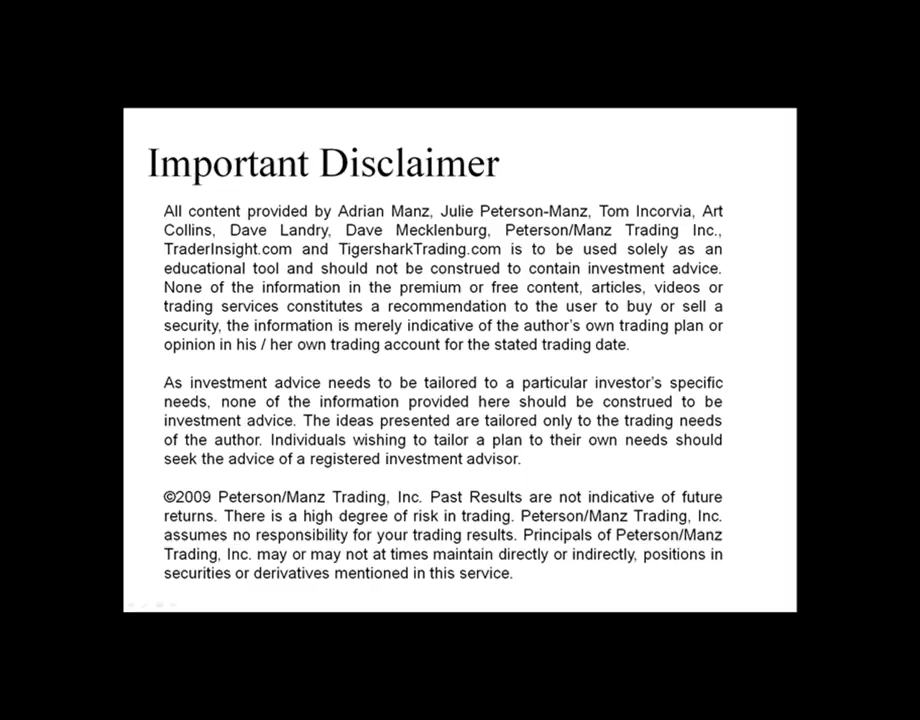 Important Disclaimer
All content provided by Adrian Manz, Julie Peterson-Manz, Tom Incorvia, Art
Collins, Dave Landry, Dave Mecklenburg, Peterson/Manz Trading Inc.,
TraderInsight.com and TigersharkTrading.com is to be used solely as an
educational tool and should not be construed to contain investment advice.
None of the information in the premium or free content, articles, videos or
trading services constitutes a recommendation to the user to buy or sell a
security, the information is merely indicative of the author's own trading plan or
opinion in his / her own trading account for the stated trading date.
As investment advice needs to be tailored to a particular investor's specific
needs, none of the information provided here should be construed to be
investment advice. The ideas presented are tailored only to the trading needs
of the author. Individuals wishing to tailor a plan to their own needs should
seek the advice of a registered investment advisor.
©2009 Peterson/Manz Trading, Inc. Past Results are not indicative of future
returns. There is a high degree of risk in trading. Peterson/Manz Trading, Inc.
assumes no responsibility for your trading results. Principals of Peterson/Manz
Trading, Inc. may or may not at times maintain directly or indirectly, positions in
securities or derivatives mentioned in this service.